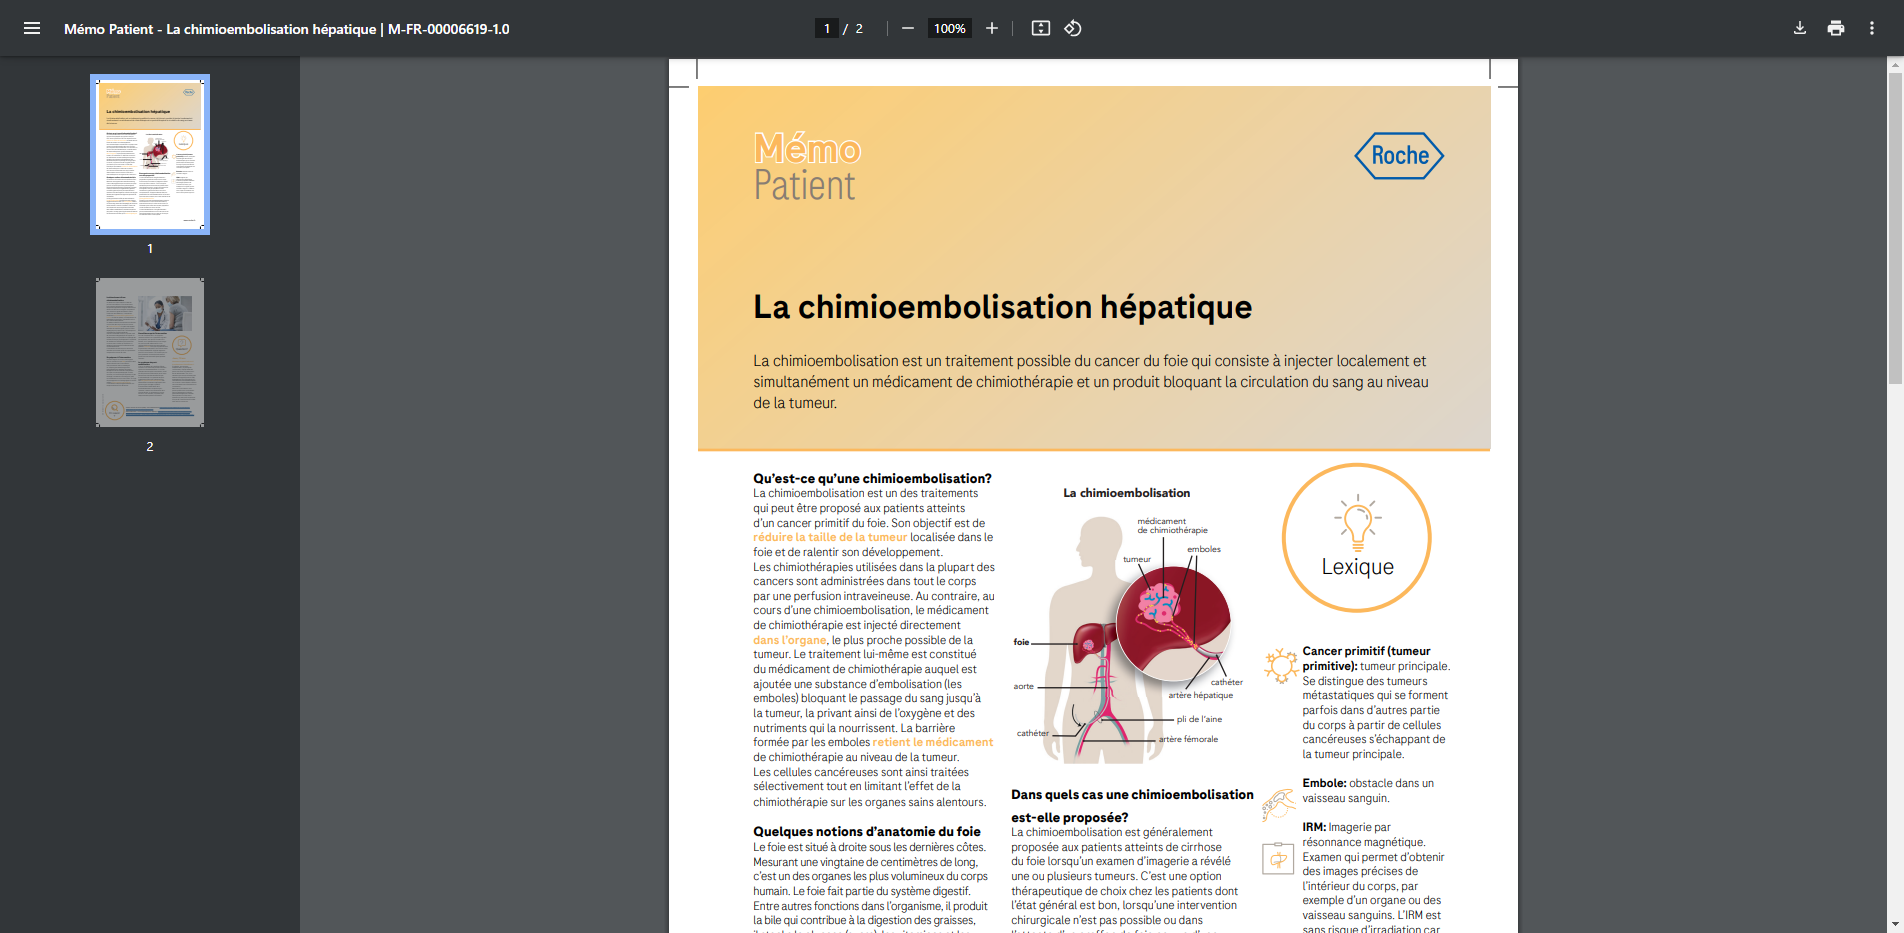 Mémo Patient - La chimioembolisation hépatique | M-FR-00006619-1.0
1 / 2
100%
1
2
Mémo
Patient
Roche
La chimioembolisation hépatique
La chimioembolisation est un traitement possible du cancer du foie qui consiste à injecter localement et
simultanément un médicament de chimiothérapie et un produit bloquant la circulation du sang au niveau
de la tumeur.
Qu'est-ce qu'une chimioembolisation?
La chimioembolisation est un des traitements
qui peut être proposé aux patients atteints
d'un cancer primitif du foie. Son objectif est de
réduire la taille de la tumeur localisée dans le
foie et de ralentir son développement.
Les chimiothérapies utilisées dans la plupart des
cancers sont administrées dans tout le corps
par une perfusion intraveineuse. Au contraire, au
cours d'une chimioembolisation, le médicament
de chimiothérapie est injecté directement
dans l'organe, le plus proche possible de la
tumeur. Le traitement lui-même est constitué
du médicament de chimiothérapie auquel est
ajoutée une substance d'embolisation (les
emboles) bloquant le passage du sang jusqu'à
la tumeur, la privant ainsi de l'oxygène et des
nutriments qui la nourrissent. La barrière
formée par les emboles retient le médicament
de chimiothérapie au niveau de la tumeur.
Les cellules cancéreuses sont ainsi traitées
sélectivement tout en limitant l'effet de la
chimiothérapie sur les organes sains alentours.
Quelques notions d'anatomie du foie
Le foie est situé à droite sous les dernières côtes.
Mesurant une vingtaine de centimètres de long,
c'est un des organes les plus volumineux du corps
humain. Le foie fait partie du système digestif.
Entre autres fonctions dans l'organisme, il produit
la bile qui contribue à la digestion des graisses,
La chimioembolisation
médicament
de chimiothérapie
emboles
tumeur
foie
cathéter
aorte
artère hépatique
pli de l'aine
cathéter
artère fémorale
Dans quels cas une chimioembolisation
est-elle proposée?
La chimioembolisation est généralement
proposée aux patients atteints de cirrhose
du foie lorsqu'un examen d'imagerie a révélé
une ou plusieurs tumeurs. C'est une option
thérapeutique de choix chez les patients dont
l'état général est bon, lorsqu'une intervention
chirurgicale n'est pas possible ou dans
Lexique
Cancer primitif (tumeur
primitive): tumeur principale.
Se distingue des tumeurs
métastatiques qui se forment
parfois dans d'autres partie
du corps à partir de cellules
cancéreuses s'échappant de
la tumeur principale.
Embole: obstacle dans un
vaisseau sanguin.
IRM: Imagerie par
résonnance magnétique.
Examen qui permet d'obtenir
des images précises de
l'intérieur du corps, par
exemple d'un organe ou des
vaisseau sanguins. L'IRM est
sans risque d'irradiation car